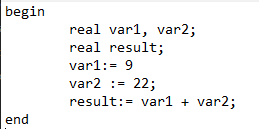 begin
real var1, var2;
real result;
var1:= 9
var2 := 22;
result:= var1 + var2;
end